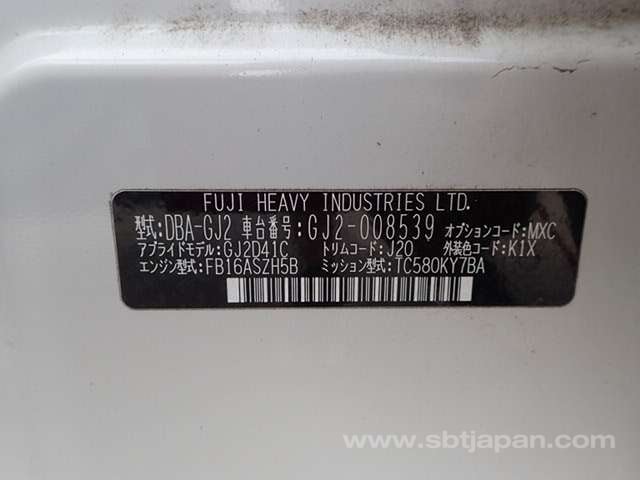 FUJI HEAVY INDUSTRIES LTD.
型式:DBA-GJ2 車台番号:GJ2-008539 オプションコード:MXC
アプライドモデル:GJ2D41C トリムコード:J20 外装色コード:K1X
エンジン型式:FB16ASZH5B ミッション型式:TC580KY7BA
www.sbtjapan.com